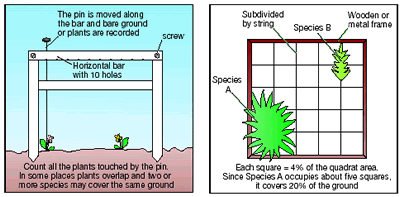 The pin is moved along
the bar and bare ground
or plants are recorded
screw
Horizontal bar
with 10 holes
Count all the plants touched by the pin.
In some places plants overlap and two or
more species may cover the same ground
Subdivided
by string
Species B
Wooden or
metal frame
Species
A
Each square = 4% of the quadrat area.
Since Species A occupies about five squares,
it covers 20% of the ground